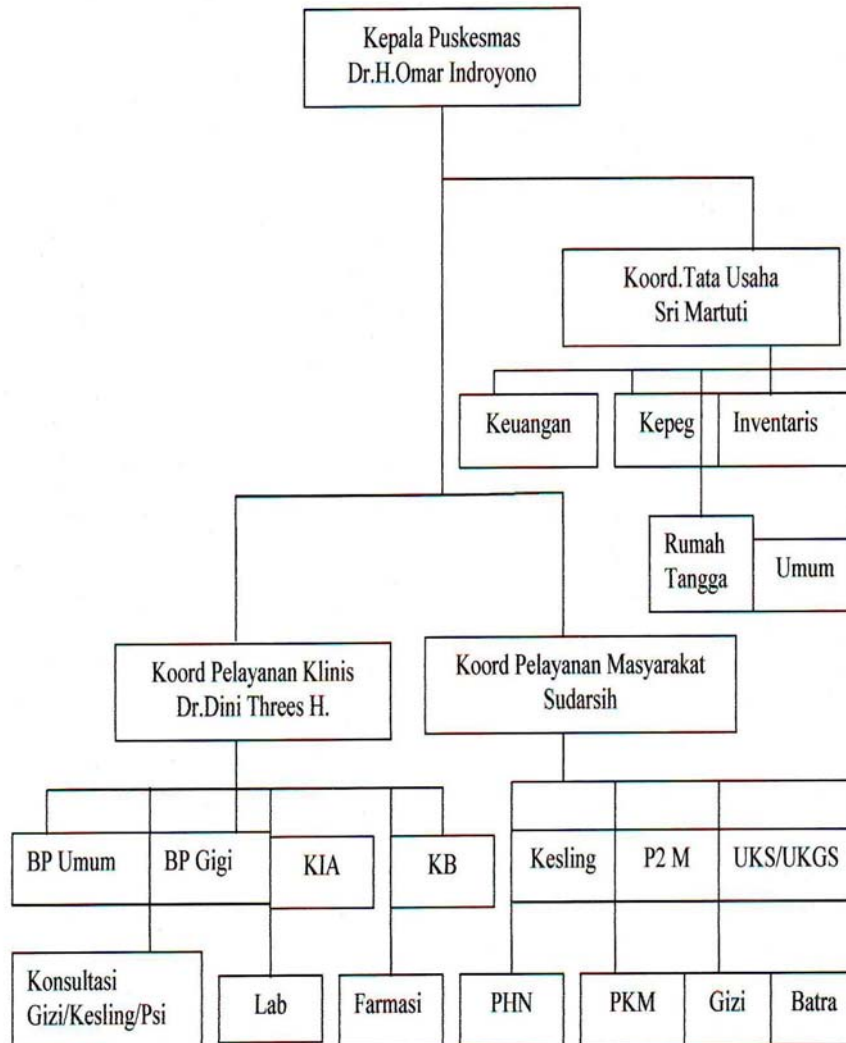 Kepala Puskesmas
Dr.H.Omar Indroyono
Koord.Tata Usaha
Sri Martuti
Keuangan
Kepeg
Inventaris
Rumah
Tangga
Umum
Koord Pelayanan Klinis
Dr.Dini Threes H.
Koord Pelayanan Masyarakat
Sudarsih
BP Umum
BP Gigi
KIA
KB
Kesling
P2 M
UKS/UKGS
Konsultasi
Gizi/Kesling/Psi
Lab
Farmasi
PHN
PKM
Gizi
Batra